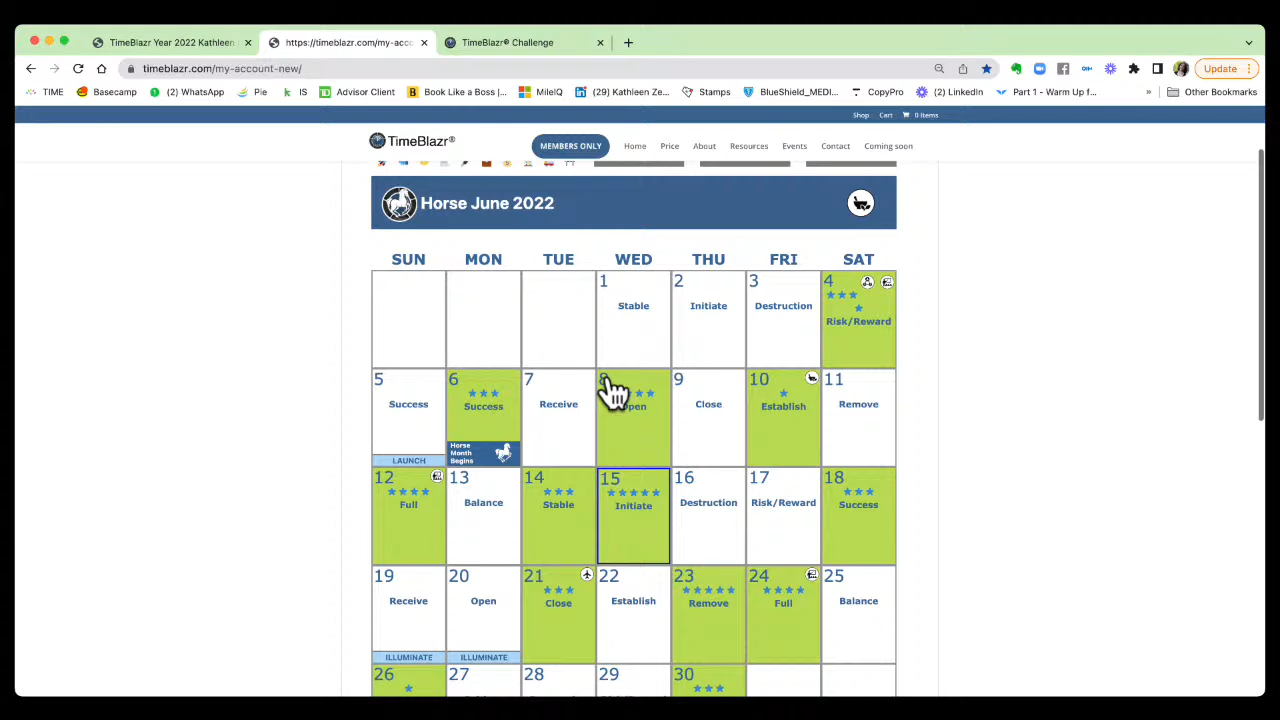 TimeBlazr Year 2022 Kathleen
https://timeblazr.com/my-acco
TimeBlazr® Challenge
timeblazr.com/my-account-new/
Update
TIME
Basecamp
(2) WhatsApp
Pie
IS
Advisor Client
Book Like a Boss |...
MileIQ
(29) Kathleen Ze...
Stamps
BlueShield_MEDI...
CopyPro
(2) LinkedIn
Part 1 - Warm Up f...
»
Other Bookmarks
Shop
Cart
0 Items
TimeBlazr®
MEMBERS ONLY
Home
Price
About
Resources
Events
Contact
Coming soon
Horse June 2022
SUN MON TUE WED THU FRI SAT
1
Stable
2
Initiate
3
Destruction
4
Risk/Reward
5
Success
LAUNCH
6
Success
Horse
Month
Begins
7
Receive
8
9
Close
10
Establish
11
Remove
12
Full
13
Balance
14
Stable
15
Initiate
16
Destruction
17
Risk/Reward
18
Success
19
Receive
ILLUMINATE
20
Open
ILLUMINATE
21
Close
22
Establish
23
Remove
24
Full
25
Balance
26
27
28
29
30